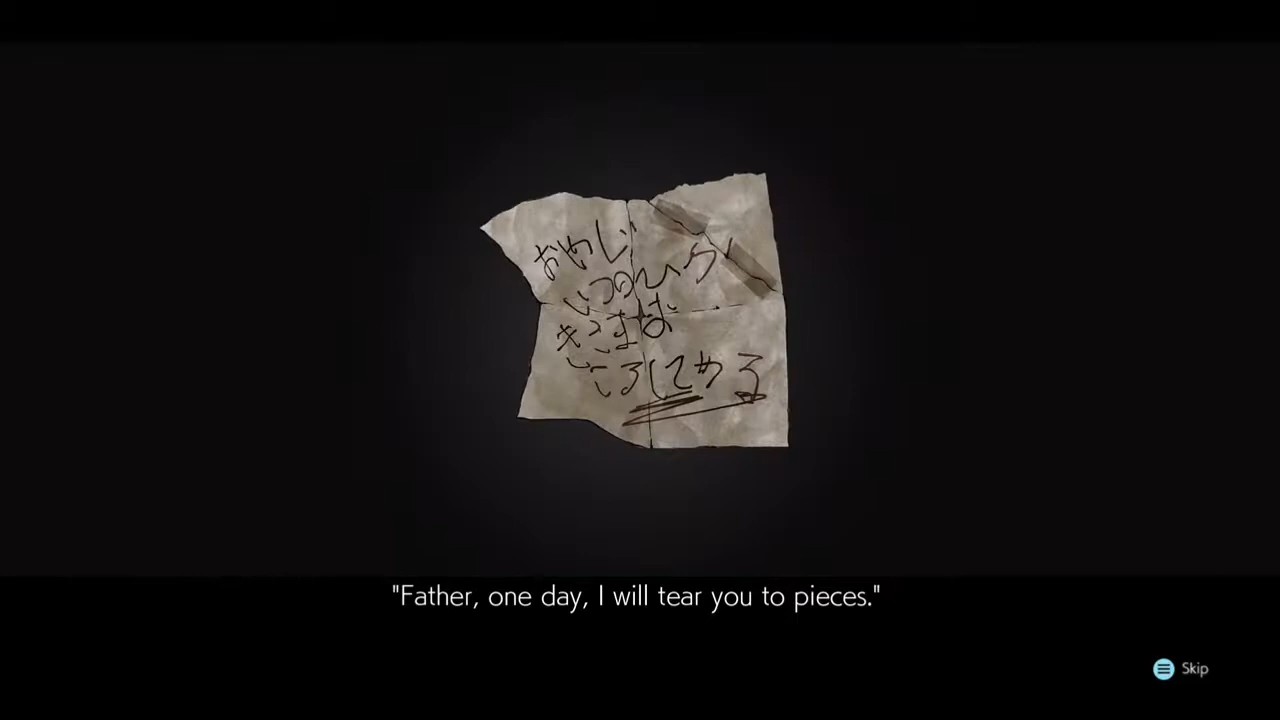 おやじ
いつのひか
きさま
ころしてやる
"Father, one day, I will tear you to pieces."
Skip